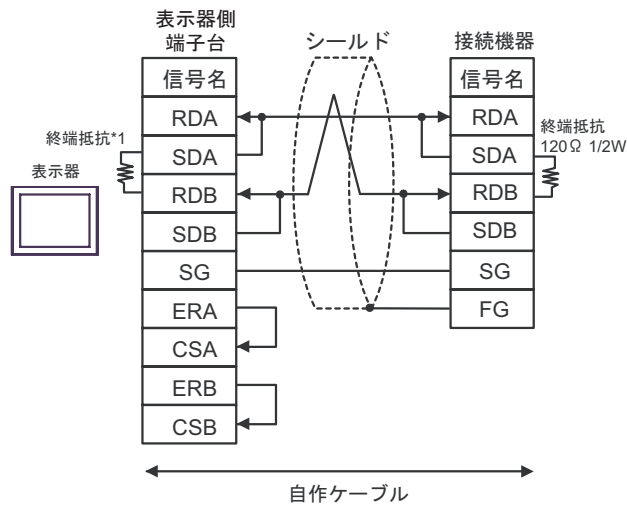 表示器側
端子台
シールド
接続機器
信号名
信号名
RDA
RDA
終端抵抗*1
SDA
SDA
終端抵抗
120Ω 1/2W
表示器
RDB
RDB
SDB
SDB
SG
SG
ERA
FG
CSA
ERB
CSB
自作ケーブル